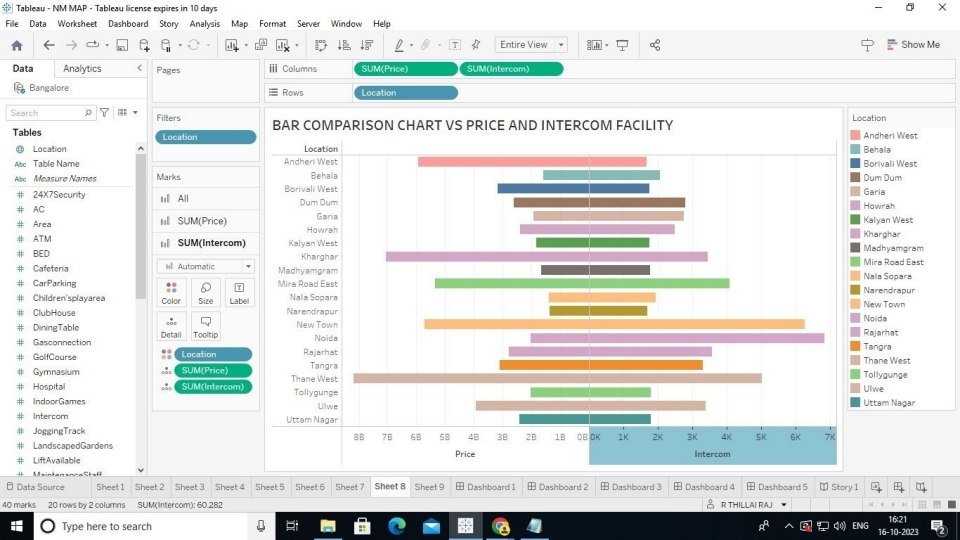 Tableau - NM MAP - Tableau license expires in 10 days
File Data Worksheet Dashboard Story Analysis Map Format Server Window Help
Entire View
Show Me
Data Analytics
Bangalore
Search
Tables
Location
Abc Table Name
Abc Measure Names
24X7Security
AC
Area
ATM
BED
Cafeteria
CarParking
Children'splayarea
ClubHouse
DiningTable
Gasconnection
GolfCourse
Gymnasium
Hospital
IndoorGames
Intercom
JoggingTrack
LandscapedGardens
LiftAvailable
MaintenanceStaff
Pages
Filters
Location
Marks
All
SUM(Price)
SUM(Intercom)
Automatic
Color Size Label
Detail Tooltip
Location
SUM(Price)
SUM(Intercom)
Columns SUM(Price) SUM(Intercom)
Rows Location
BAR COMPARISON CHART VS PRICE AND INTERCOM FACILITY
Location
Andheri West
Behala
Borivali West
Dum Dum
Garia
Howrah
Kalyan West
Kharghar
Madhyamgram
Mira Road East
Nala Sopara
Narendrapur
New Town
Noida
Rajarhat
Tangra
Thane West
Tollygunge
Ulwe
Uttam Nagar
8B 7B 6B 5B 4B 3B 2B 1B 0B 0K 1K 2K 3K 4K 5K 6K 7K
Price Intercom
Location
Andheri West
Behala
Borivali West
Dum Dum
Garia
Howrah
Kalyan West
Kharghar
Madhyamgram
Mira Road East
Nala Sopara
Narendrapur
New Town
Noida
Rajarhat
Tangra
Thane West
Tollygunge
Ulwe
Uttam Nagar
Data Source Sheet 1 Sheet 2 Sheet 3 Sheet 4 Sheet 5 Sheet 6 Sheet 7 Sheet 8 Sheet 9 Dashboard 1 Dashboard 2 Dashboard 3 Dashboard 4 Dashboard 5 Story 1
40 marks 20 rows by 2 columns SUM(Intercom): 60.282 R THILLAI RAJ
Type here to search
ENG
16:21
16-10-2023
2